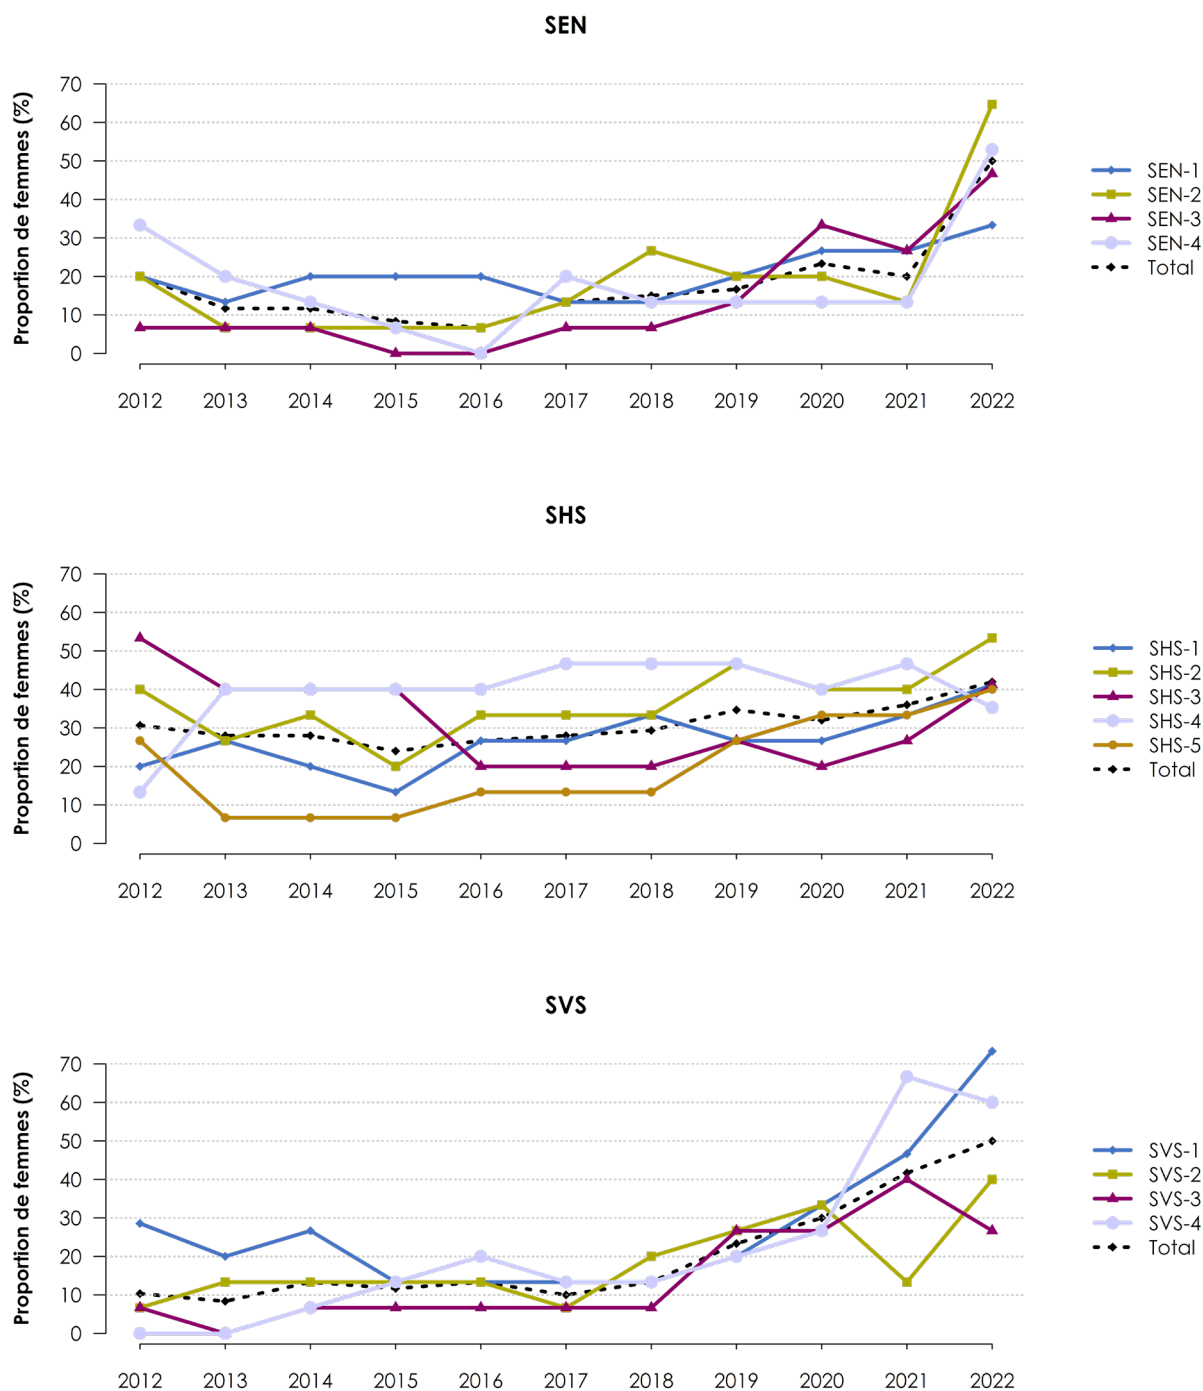 SEN
Proportion de femmes (%)
70
60
50
40
30
20
10
0
2012 2013 2014 2015 2016 2017 2018 2019 2020 2021 2022
SEN-1
SEN-2
SEN-3
SEN-4
Total
SHS
Proportion de femmes (%)
70
60
50
40
30
20
10
0
2012 2013 2014 2015 2016 2017 2018 2019 2020 2021 2022
SHS-1
SHS-2
SHS-3
SHS-4
SHS-5
Total
SVS
Proportion de femmes (%)
70
60
50
40
30
20
10
0
2012 2013 2014 2015 2016 2017 2018 2019 2020 2021 2022
SVS-1
SVS-2
SVS-3
SVS-4
Total